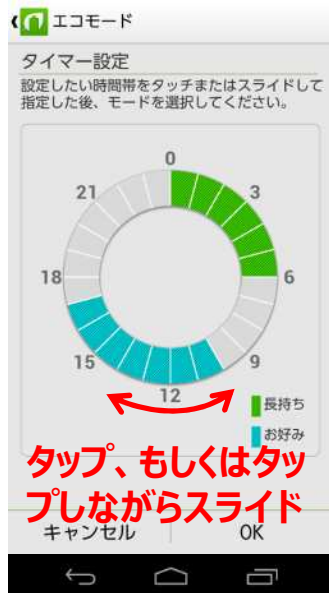 エコモード
タイマー設定
設定したい時間帯をタッチまたはスライドして
指定した後、モードを選択してください。
0
21
3
18
6
15
9
12
長持ち
お好み
タップ、もしくはタッ
プしながらスライド
キャンセル
OK